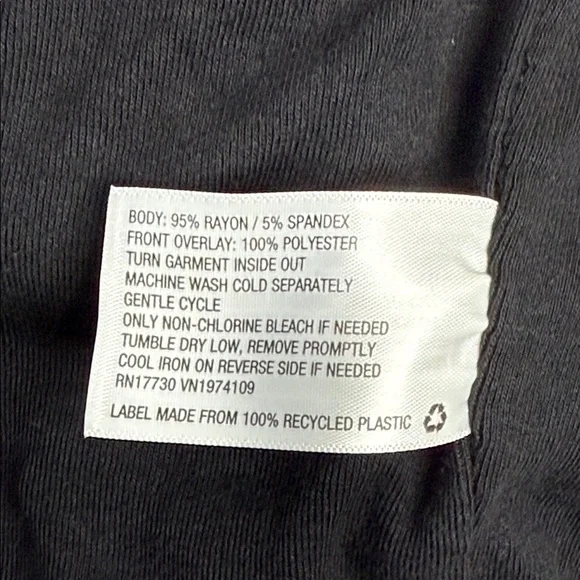 BODY: 95% RAYON / 5% SPANDEX
FRONT OVERLAY: 100% POLYESTER
TURN GARMENT INSIDE OUT
MACHINE WASH COLD SEPARATELY
GENTLE CYCLE
ONLY NON-CHLORINE BLEACH IF NEEDED
TUMBLE DRY LOW, REMOVE PROMPTLY
COOL IRON ON REVERSE SIDE IF NEEDED
RN17730 VN1974109
LABEL MADE FROM 100% RECYCLED PLASTIC